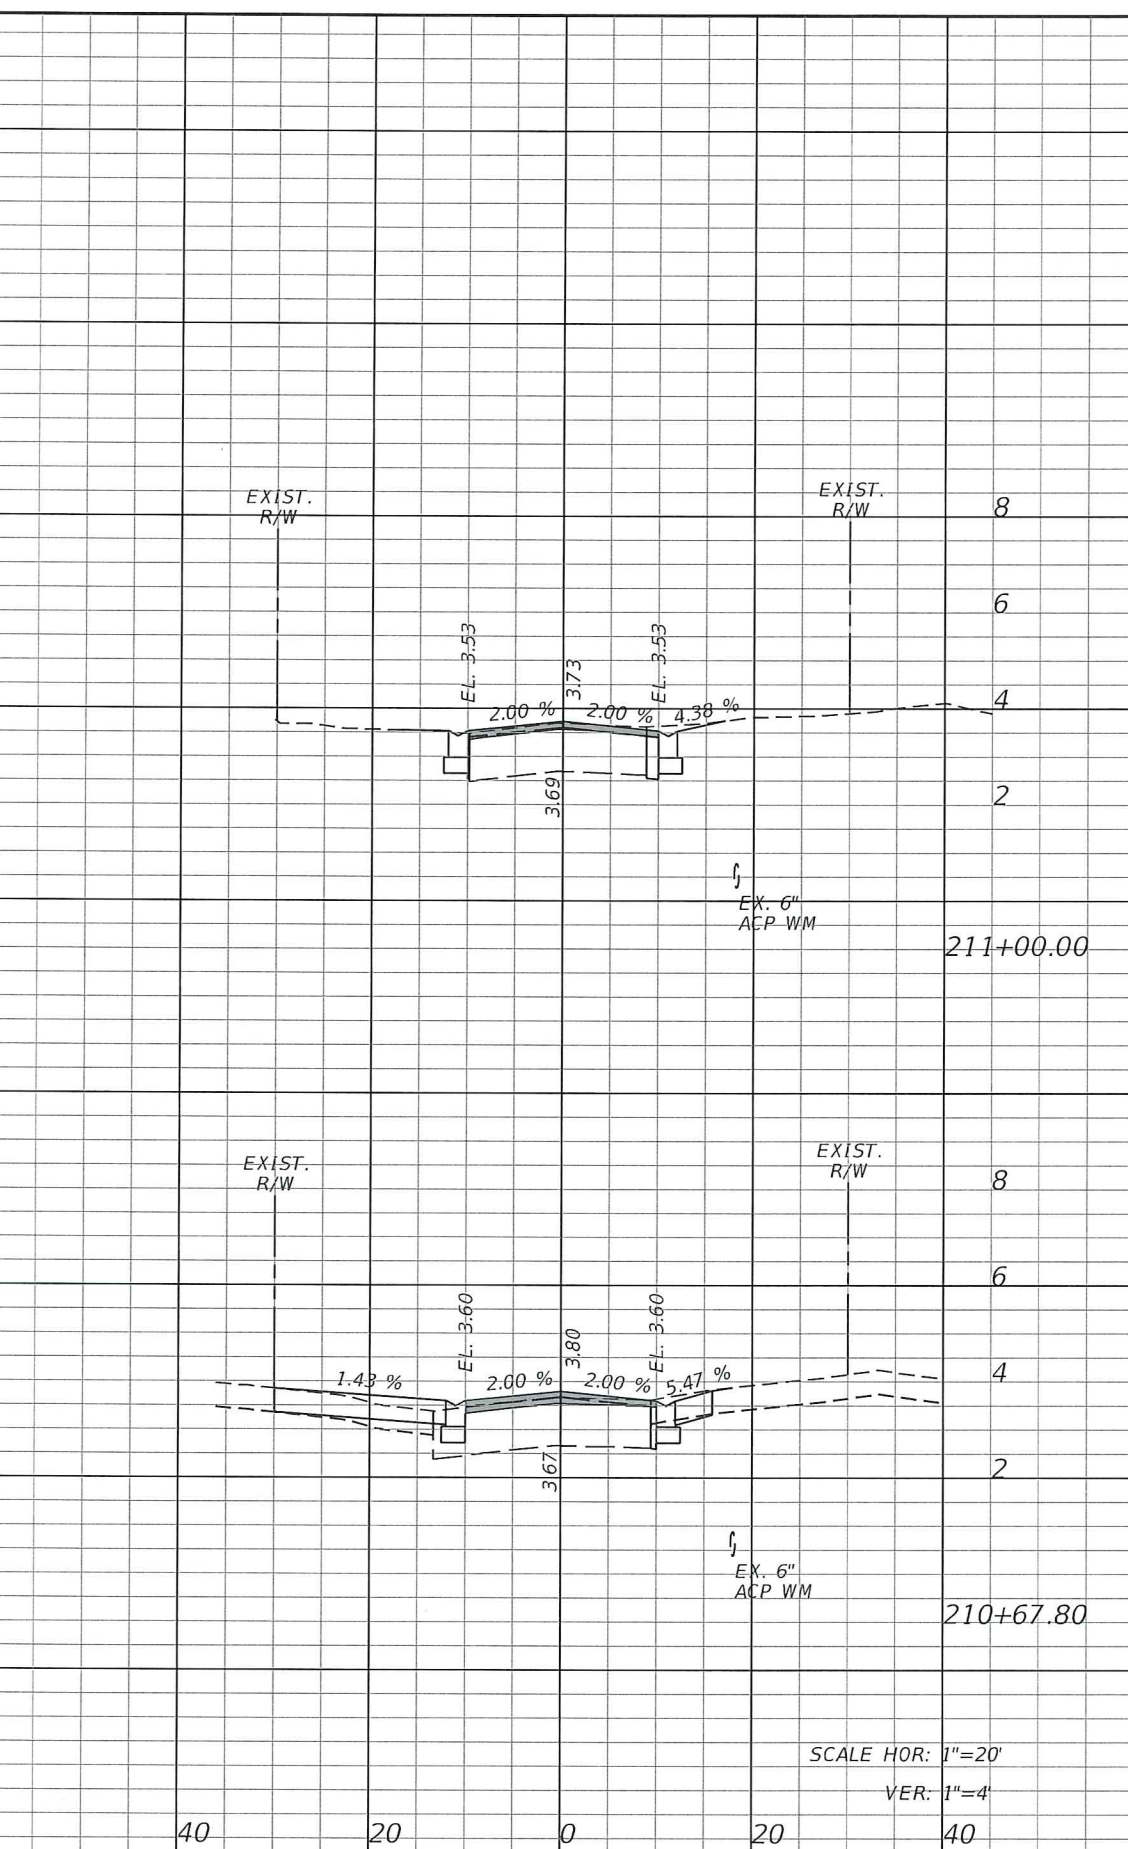 EXIST.
R/W
EXIST.
R/W
8
6
EL. 3.53
3.73
EL. 3.53
4
2.00 %
2.00 %
4.38 %
3.69
2
EX. 6"
ACP WM
211+00.00
EXIST.
R/W
EXIST.
R/W
8
6
EL. 3.60
3.80
EL. 3.60
4
1.43 %
2.00 %
2.00 %
5.47 %
3.67
2
EX. 6"
ACP WM
210+67.80
SCALE HOR: 1"=20'
VER: 1"=4'
40
20
0
20
40